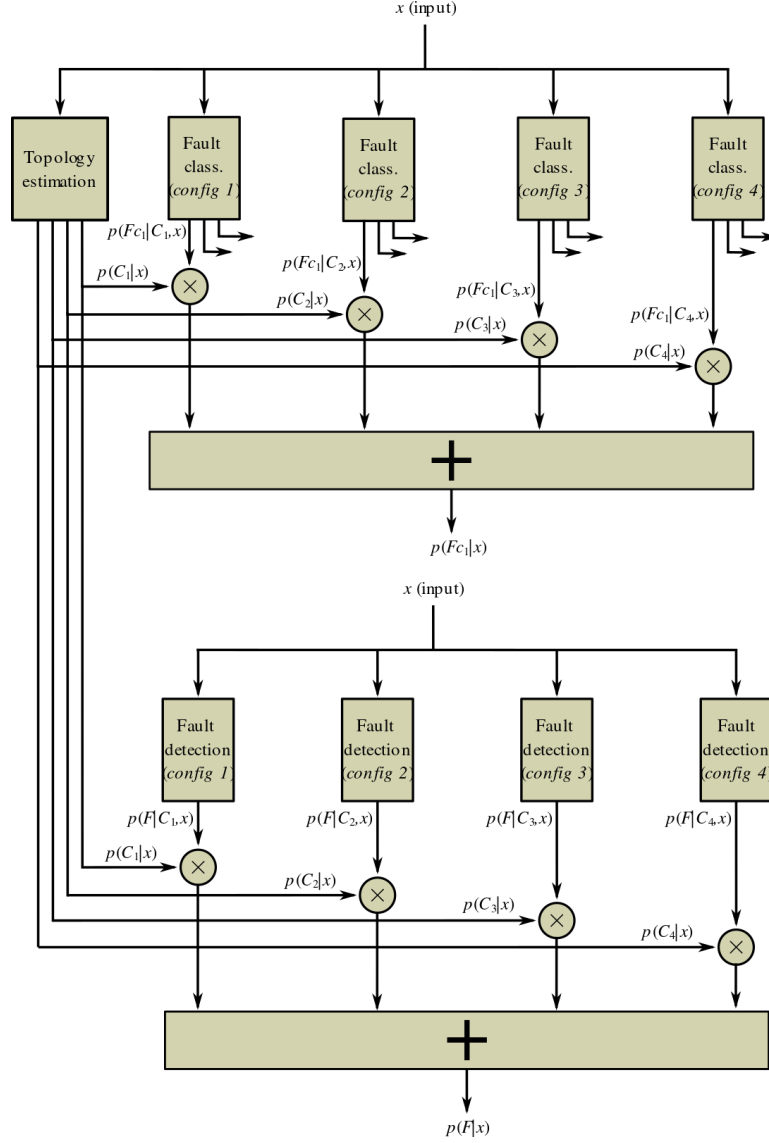 x (input)
Topology
estimation
Fault
class.
(config 1)
Fault
class.
(config 2)
Fault
class.
(config 3)
Fault
class.
(config 4)
p(Fc₁|C₁,x)
p(Fc₁|C₂,x)
p(Fc₁|C₃,x)
p(Fc₁|C₄,x)
p(C₁|x)
×
p(C₂|x)
×
p(C₃|x)
×
p(C₄|x)
×
+
p(Fc₁|x)
x (input)
Fault
detection
(config 1)
Fault
detection
(config 2)
Fault
detection
(config 3)
Fault
detection
(config 4)
p(F|C₁,x)
p(F|C₂,x)
p(F|C₃,x)
p(F|C₄,x)
p(C₁|x)
×
p(C₂|x)
×
p(C₃|x)
×
p(C₄|x)
×
+
p(F|x)